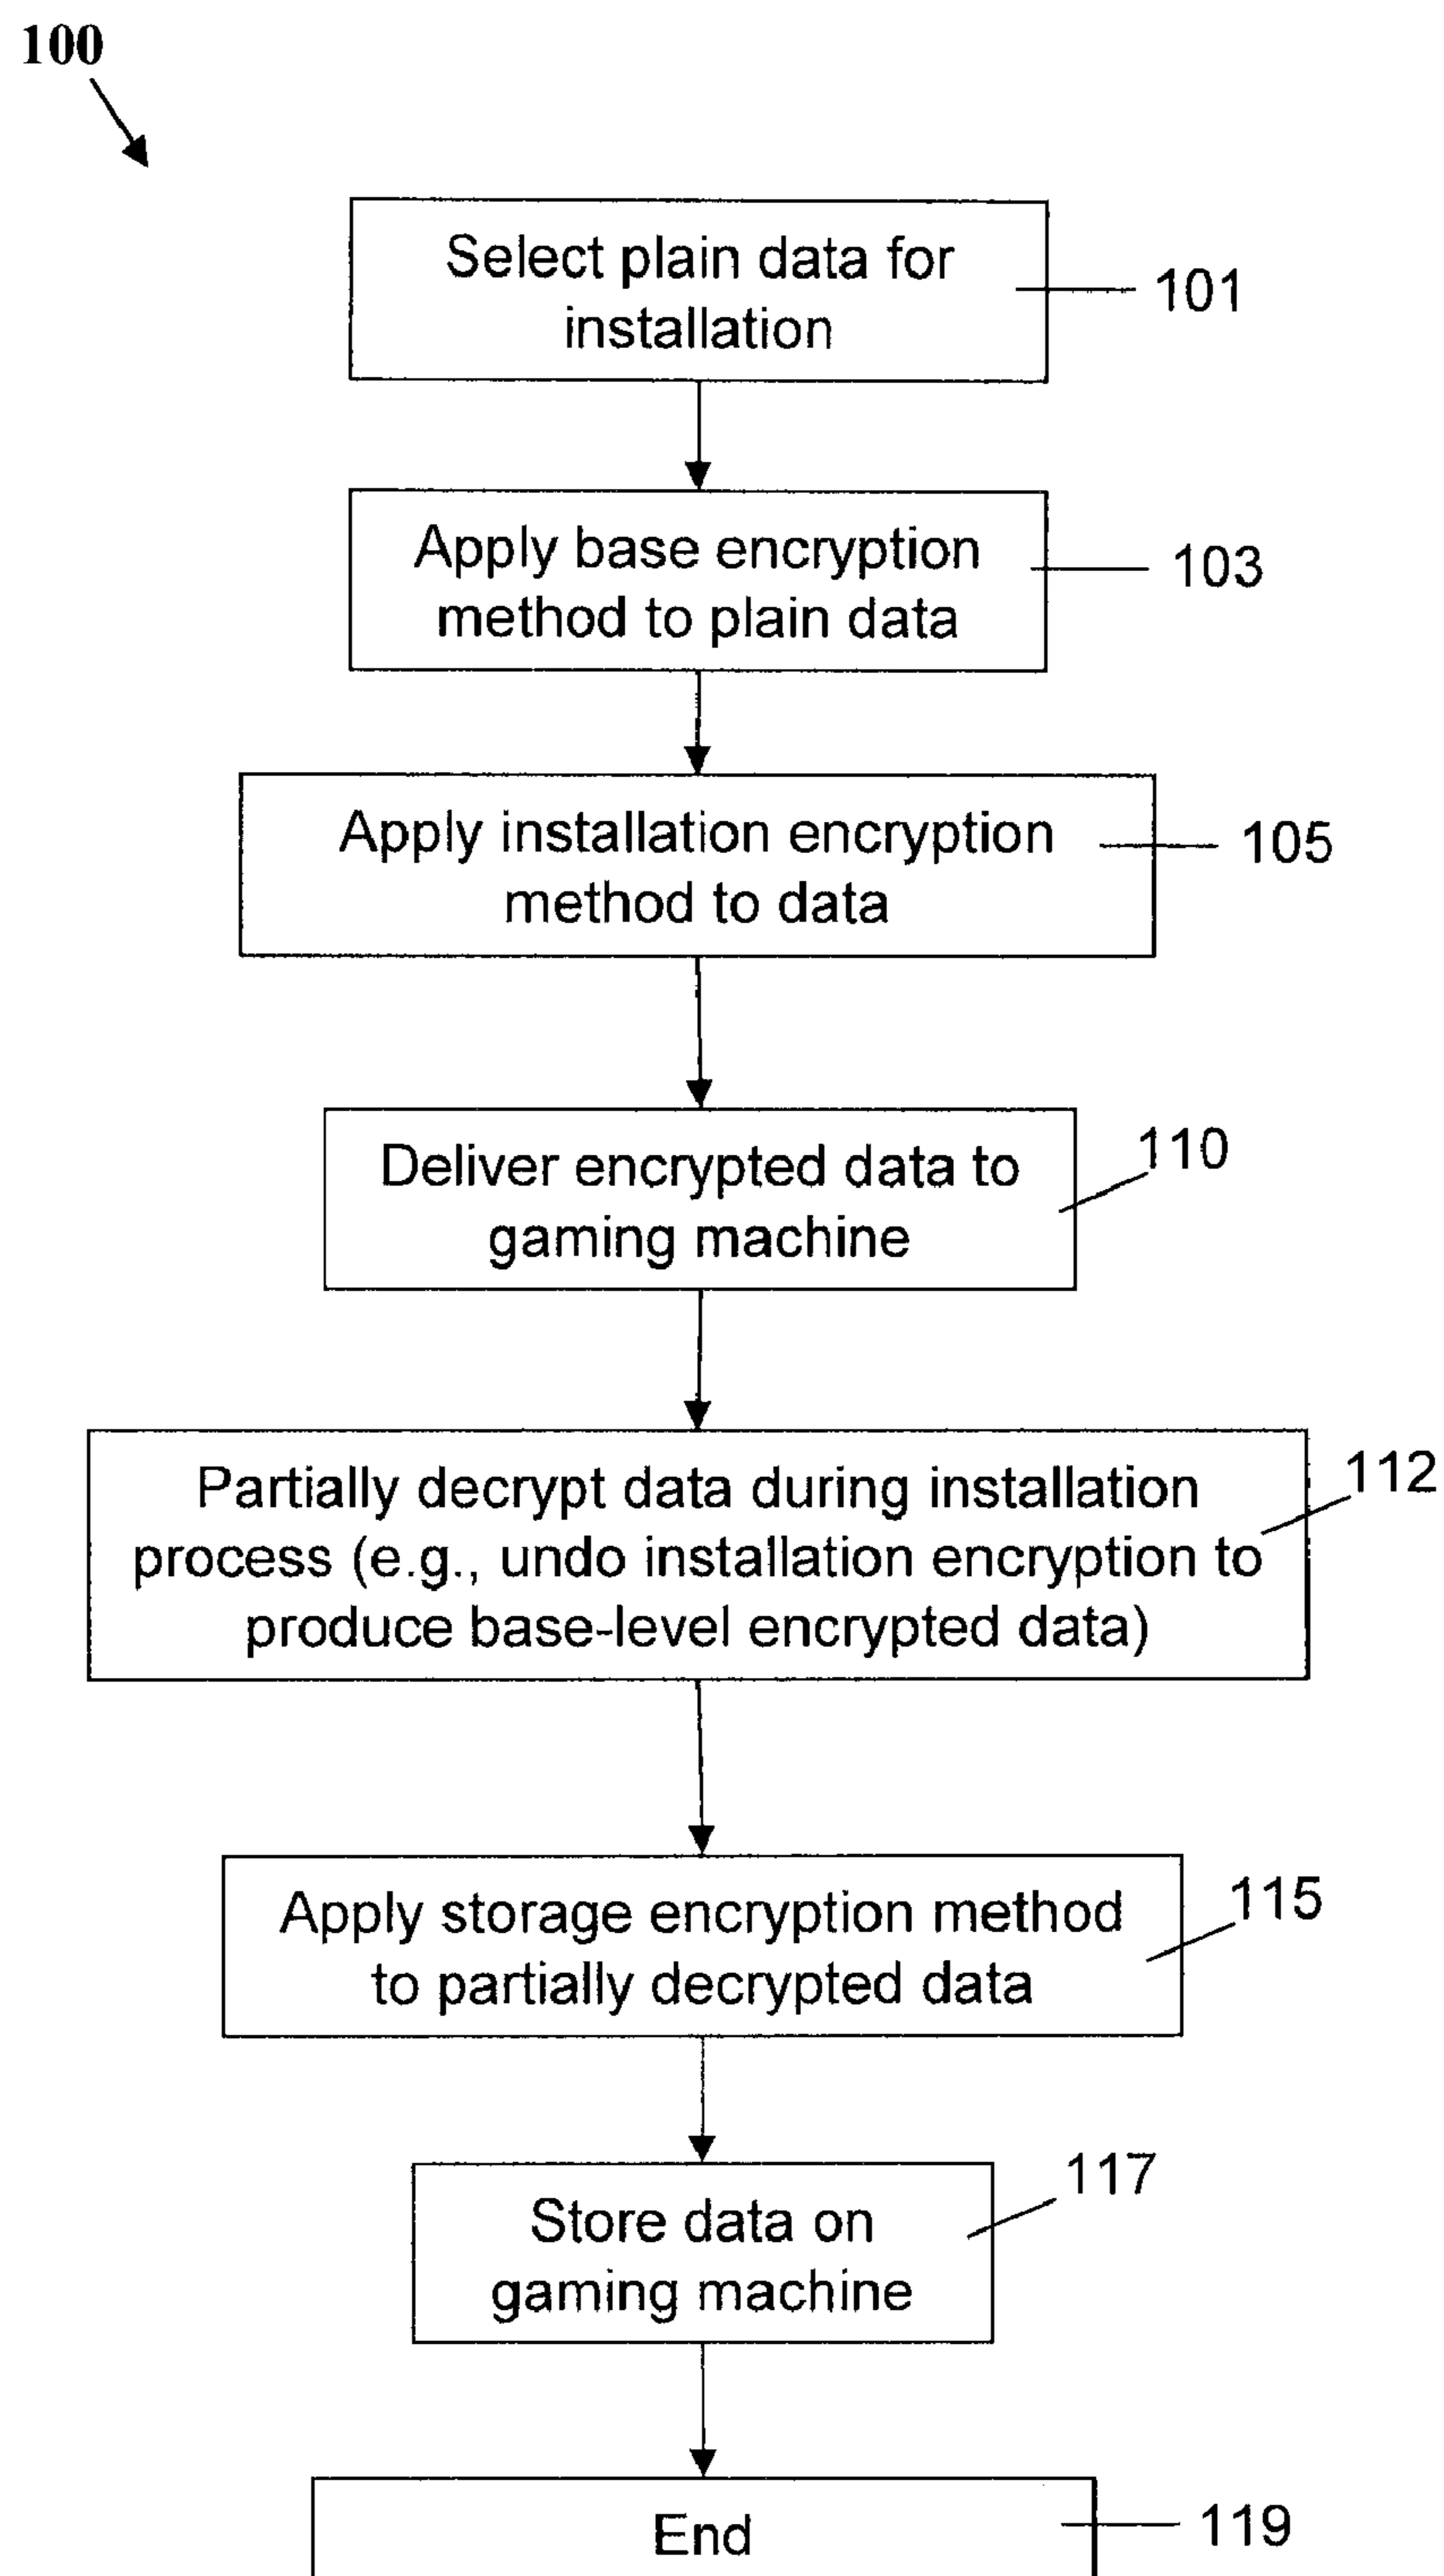 100
Select plain data for
installation
101
Apply base encryption
method to plain data
103
Apply installation encryption
method to data
105
Deliver encrypted data to
gaming machine
110
Partially decrypt data during installation
process (e.g., undo installation encryption to
produce base-level encrypted data)
112
Apply storage encryption method
to partially decrypted data
115
Store data on
gaming machine
117
End
119